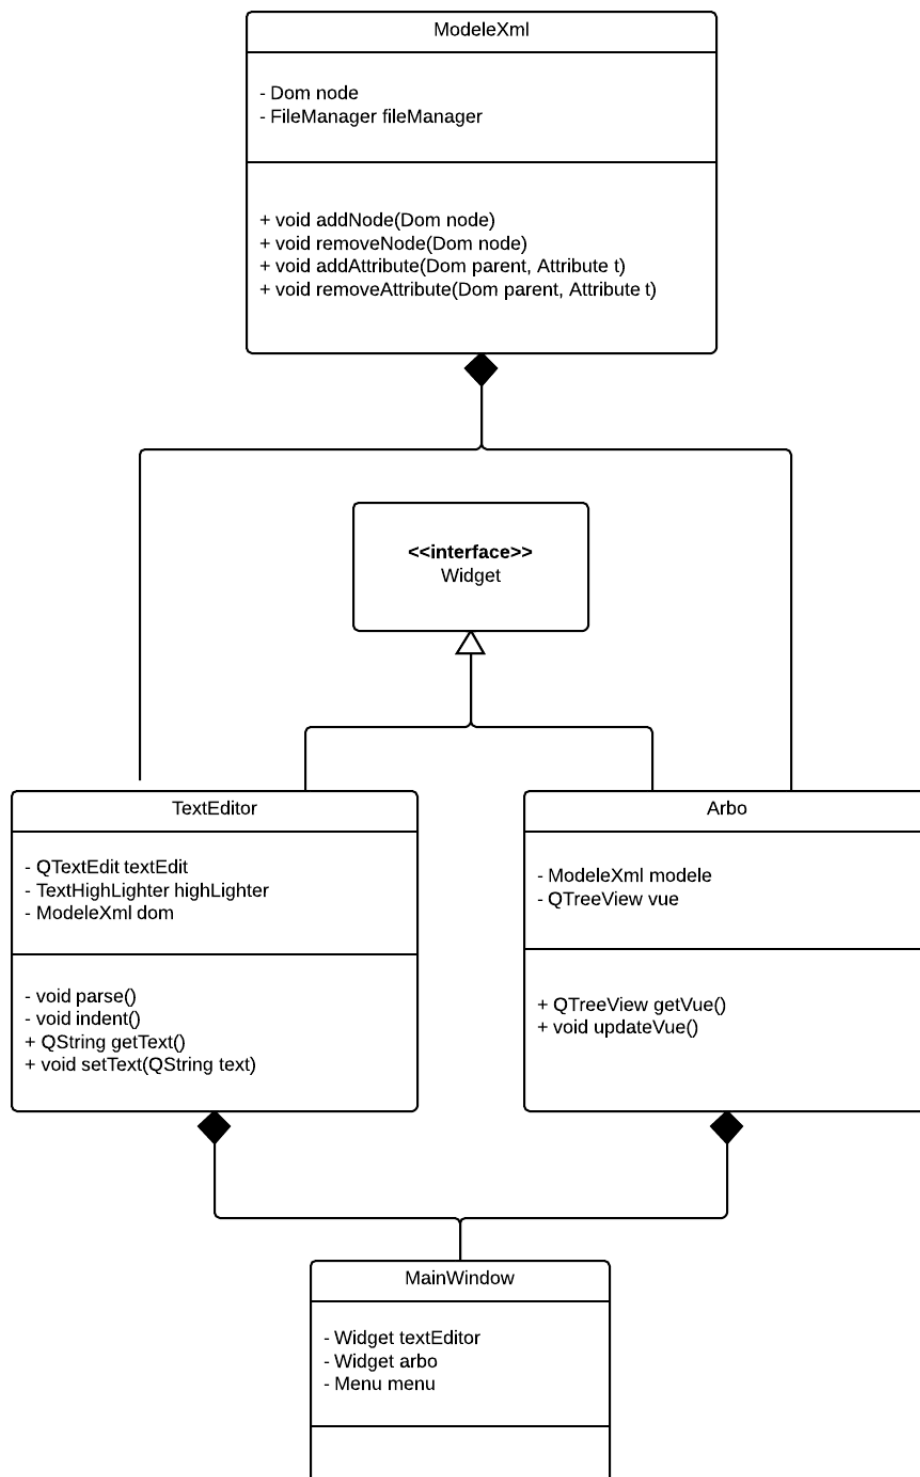 ModeleXml
- Dom node
- FileManager fileManager
+ void addNode(Dom node)
+ void removeNode(Dom node)
+ void addAttribute(Dom parent, Attribute t)
+ void removeAttribute(Dom parent, Attribute t)
<<interface>>
Widget
TextEditor
- QTextEdit textEdit
- TextHighLighter highLighter
- ModeleXml dom
- void parse()
- void indent()
+ QString getText()
+ void setText(QString text)
Arbo
- ModeleXml modele
- QTreeView vue
+ QTreeView getVue()
+ void updateVue()
MainWindow
- Widget textEditor
- Widget arbo
- Menu menu